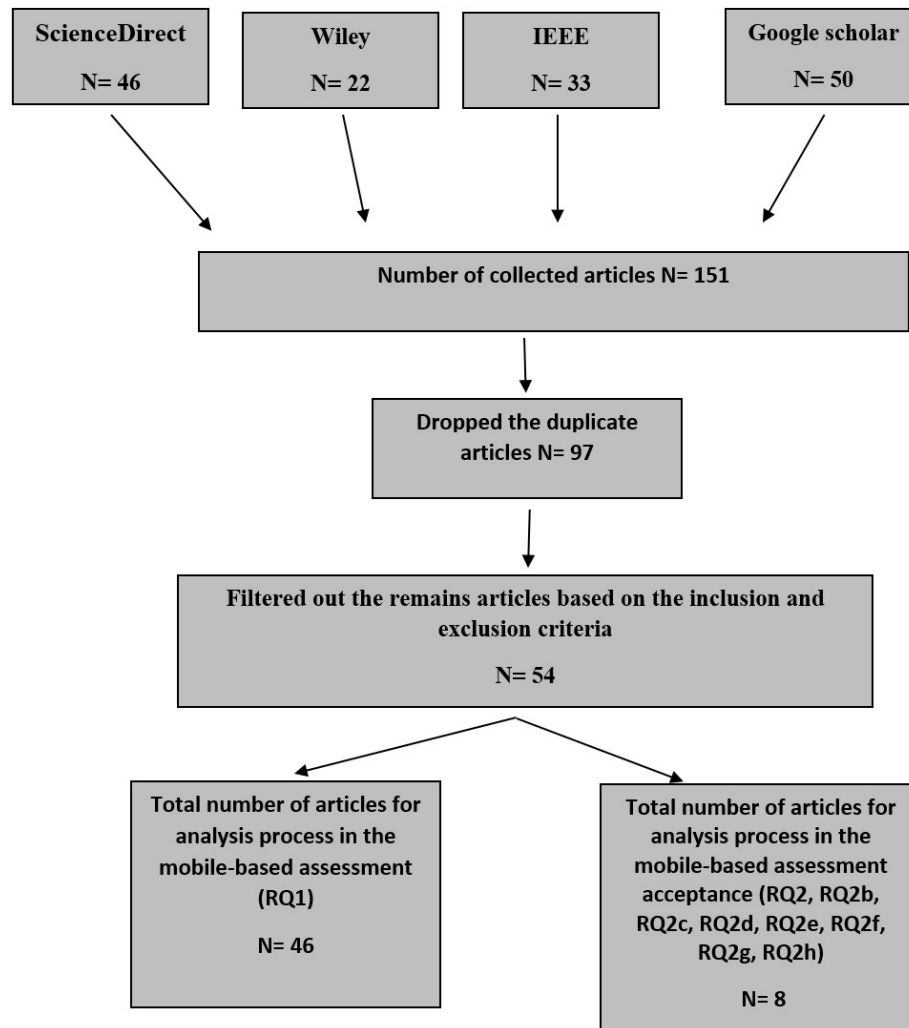 ScienceDirect
N= 46
Wiley
N= 22
IEEE
N= 33
Google scholar
N= 50
Number of collected articles N= 151
Dropped the duplicate
articles N= 97
Filtered out the remains articles based on the inclusion and
exclusion criteria
N= 54
Total number of articles for
analysis process in the
mobile-based assessment
(RQ1)
N= 46
Total number of articles for
analysis process in the
mobile-based assessment
acceptance (RQ2, RQ2b,
RQ2c, RQ2d, RQ2e, RQ2f,
RQ2g, RQ2h)
N= 8